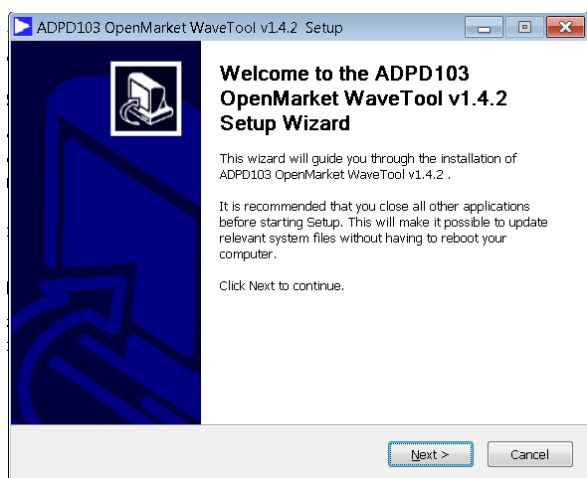 ADPD103 OpenMarket WaveTool v1.4.2 Setup
Welcome to the ADPD103
OpenMarket WaveTool v1.4.2
Setup Wizard
This wizard will guide you through the installation of
ADPD103 OpenMarket WaveTool v1.4.2 .
It is recommended that you close all other applications
before starting Setup. This will make it possible to update
relevant system files without having to reboot your
computer.
Click Next to continue.
Next >
Cancel